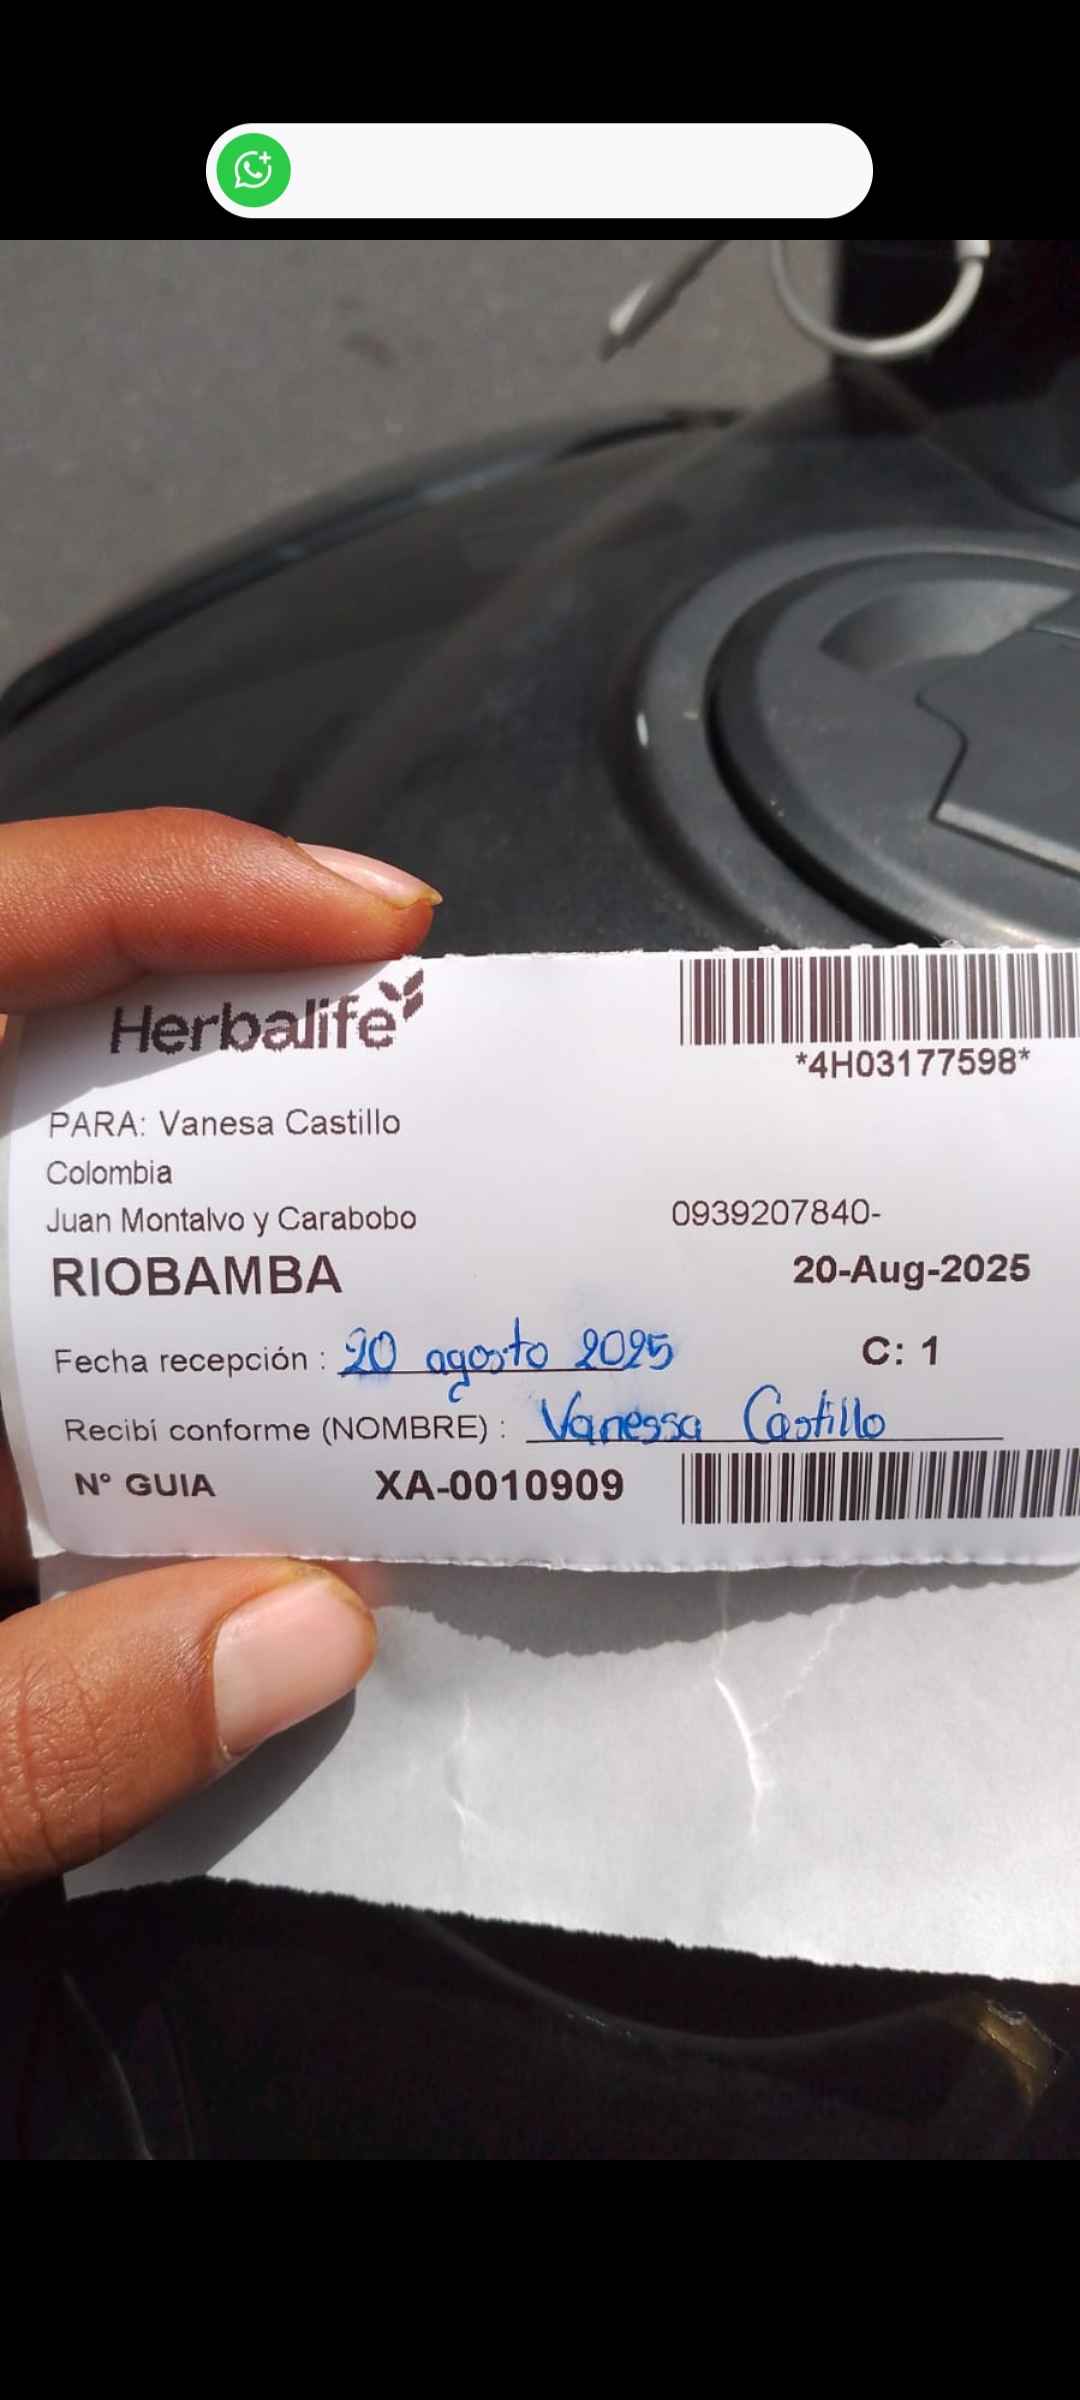 Herbalife
*4H03177598*
PARA: Vanesa Castillo
Colombia
Juan Montalvo y Carabobo
0939207840-
RIOBAMBA
20-Aug-2025
Fecha recepción : 20 agosto 2025
C: 1
Recibí conforme (NOMBRE) : Vanessa Castillo
N° GUIA XA-0010909